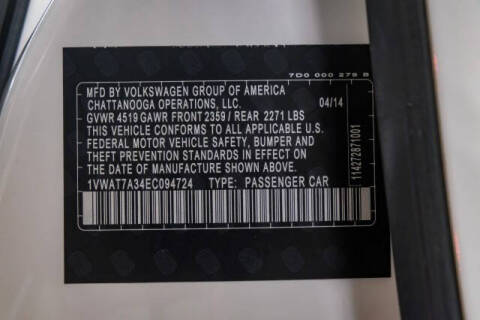 7D0 000 279 B
MFD BY VOLKSWAGEN GROUP OF AMERICA
CHATTANOOGA OPERATIONS, LLC. 04/14
GVWR 4519 GAWR FRONT 2359 / REAR 2271 LBS
THIS VEHICLE CONFORMS TO ALL APPLICABLE U.S.
FEDERAL MOTOR VEHICLE SAFETY, BUMPER AND
THEFT PREVENTION STANDARDS IN EFFECT ON
THE DATE OF MANUFACTURE SHOWN ABOVE.
1VWAT7A34EC094724 TYPE: PASSENGER CAR
114272871001